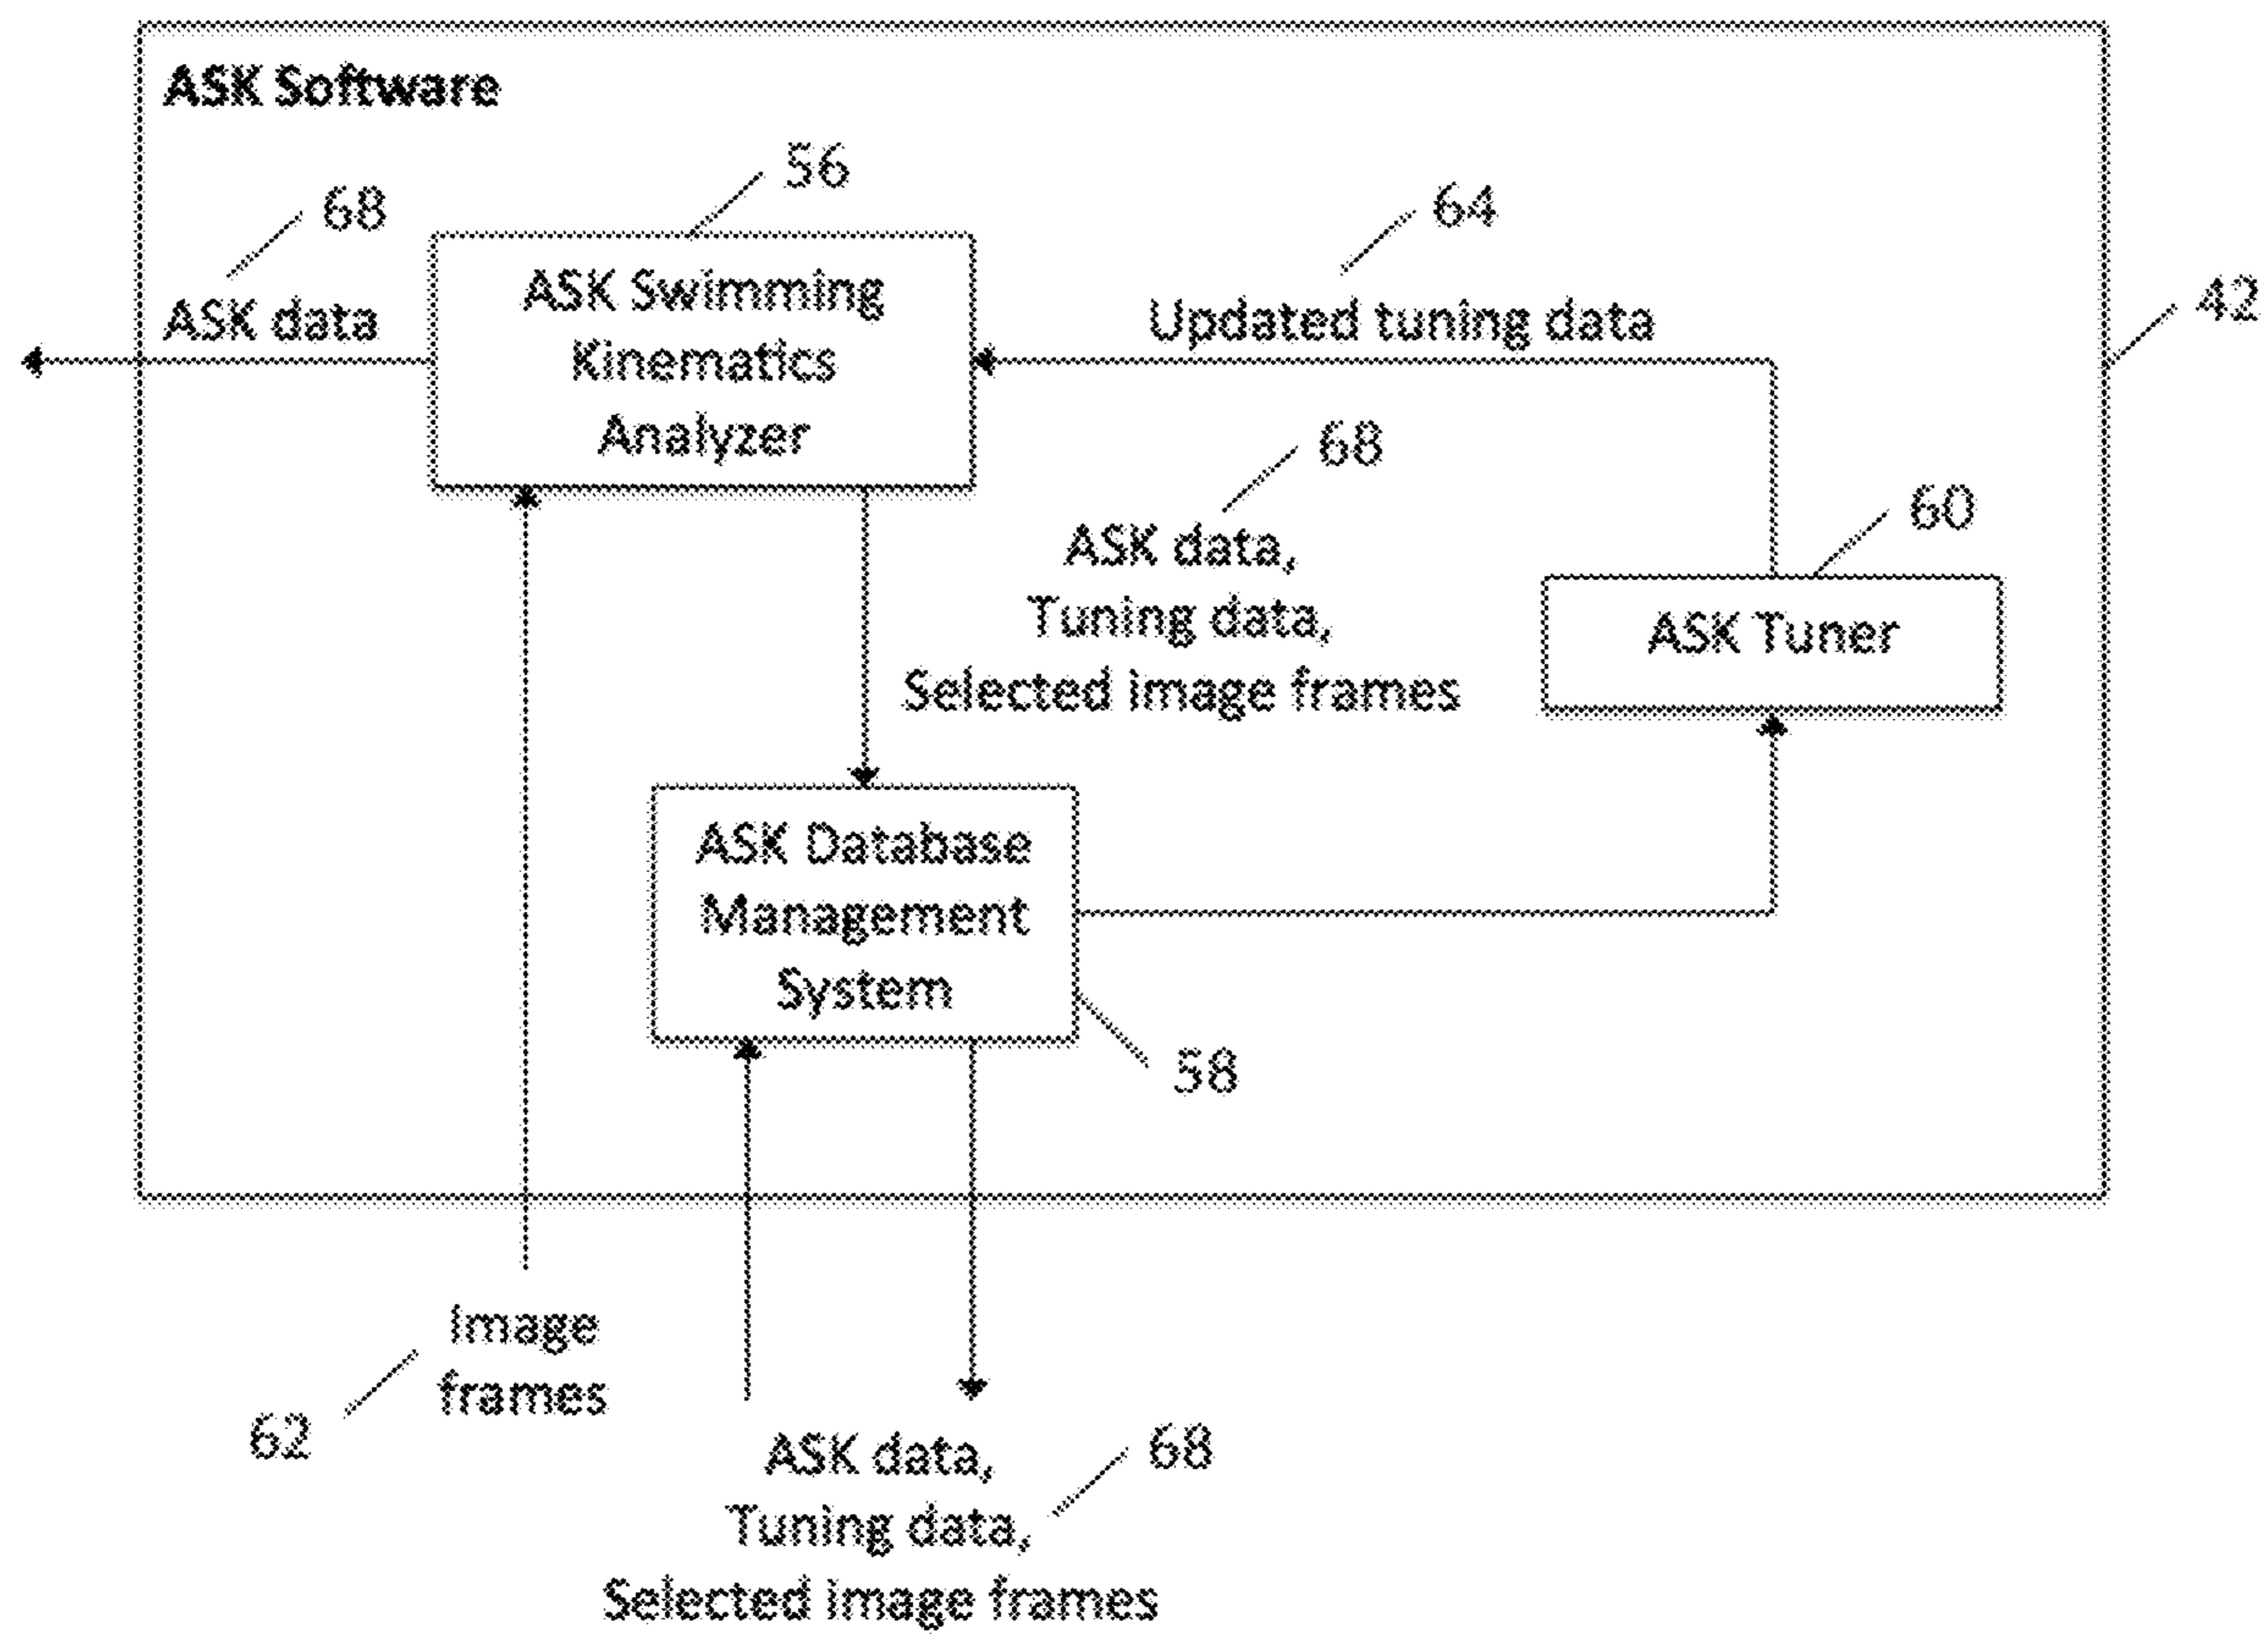 ASK Software
56
68
64
ASK data
ASK Swimming
Kinematics
Analyzer
Updated tuning data
42
68
ASK data,
Tuning data,
Selected image frames
60
ASK Tuner
ASK Database
Management
System
58
Image
frames
62
ASK data,
Tuning data,
Selected image frames
68